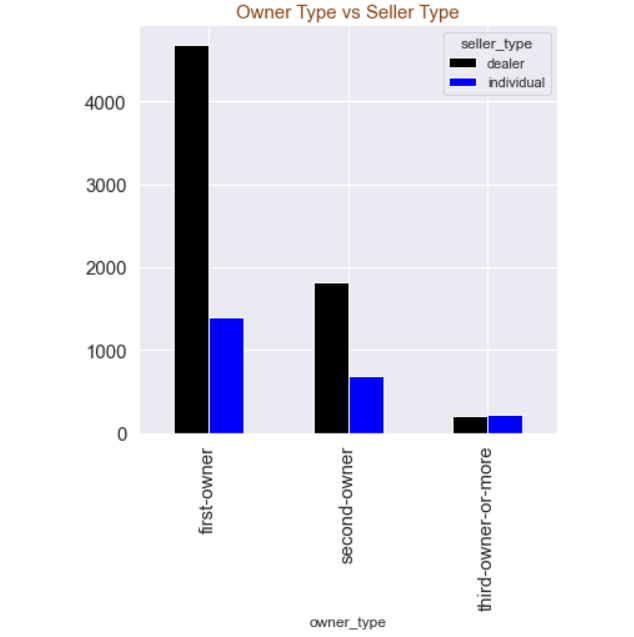 Owner Type vs Seller Type
seller_type
dealer
individual
4000
3000
2000
1000
0
first-owner
second-owner
third-owner-or-more
owner_type